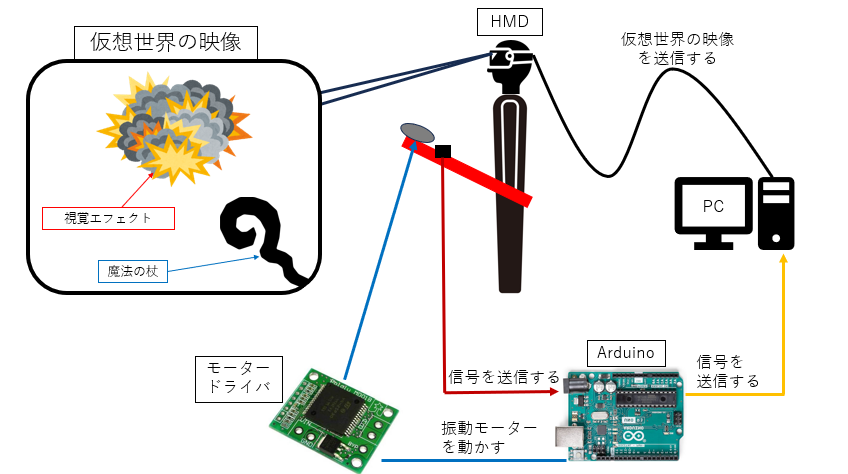 HMD
仮想世界の映像
仮想世界の映像
を送信する
視覚エフェクト
魔法の杖
PC
モーター
ドライバ
信号を送信する
Arduino
信号を
送信する
振動モーター
を動かす